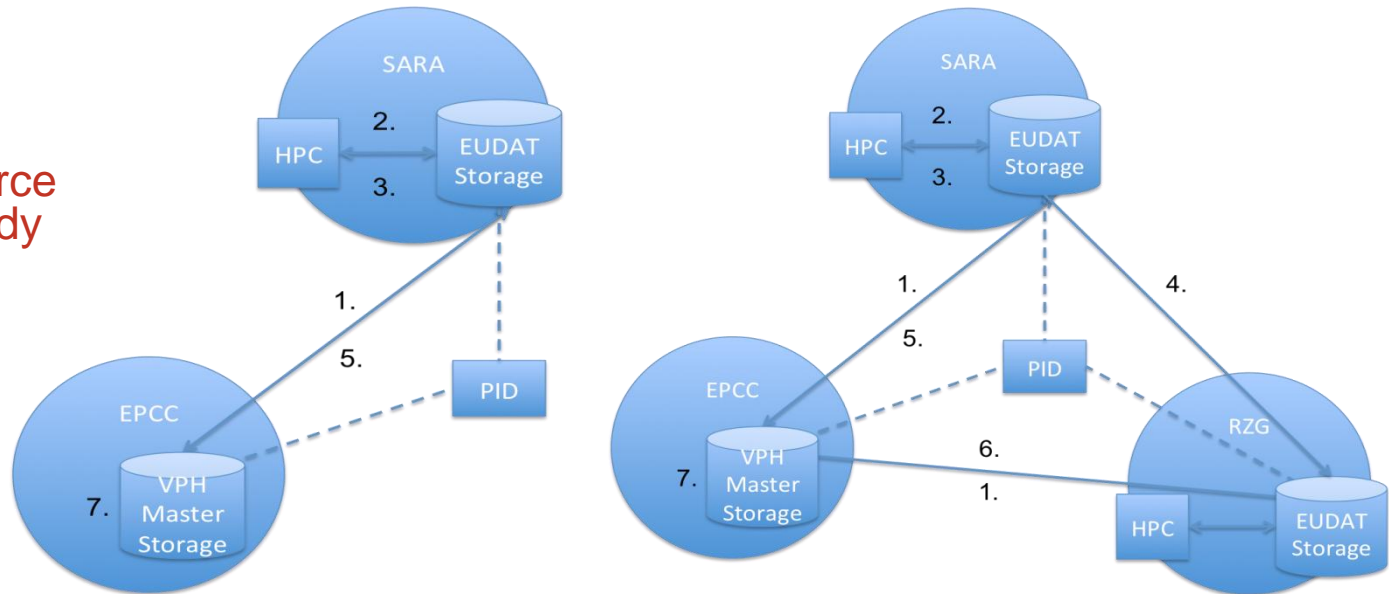 rce
dy
SARA
2.
HPC
EUDAT
Storage
3.
1.
5.
PID
EPCC
7.
VPH
Master
Storage
SARA
2.
HPC
EUDAT
Storage
3.
1.
4.
5.
PID
EPCC
RZG
7.
VPH
Master
Storage
6.
1.
HPC
EUDAT
Storage